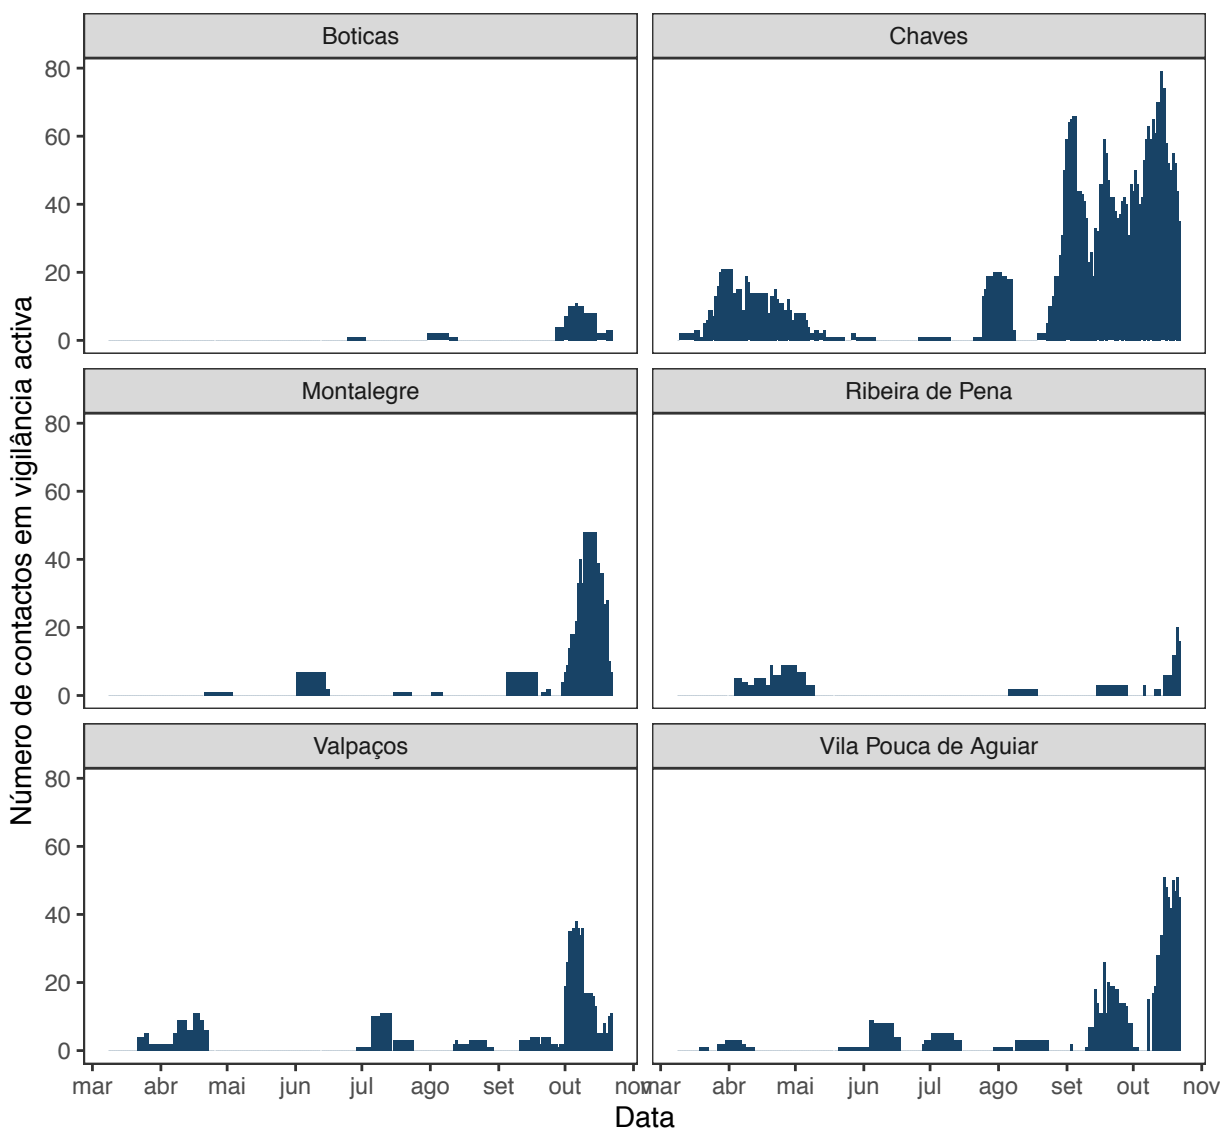 Boticas
Chaves
80
60
40
20
0
Montalegre
Ribeira de Pena
80
60
40
20
0
Valpaços
Vila Pouca de Aguiar
80
60
40
20
0
mar abr mai jun jul ago set out nov
mar abr mai jun jul ago set out nov
Data
Número de contactos em vigilância activa